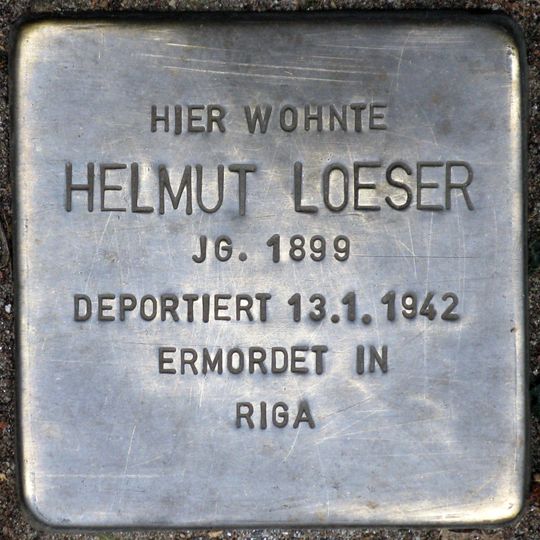 HIER WOHNTE
HELMUT LOESER
JG. 1899
DEPORTIERT 13.1.1942
ERMORDET IN
RIGA